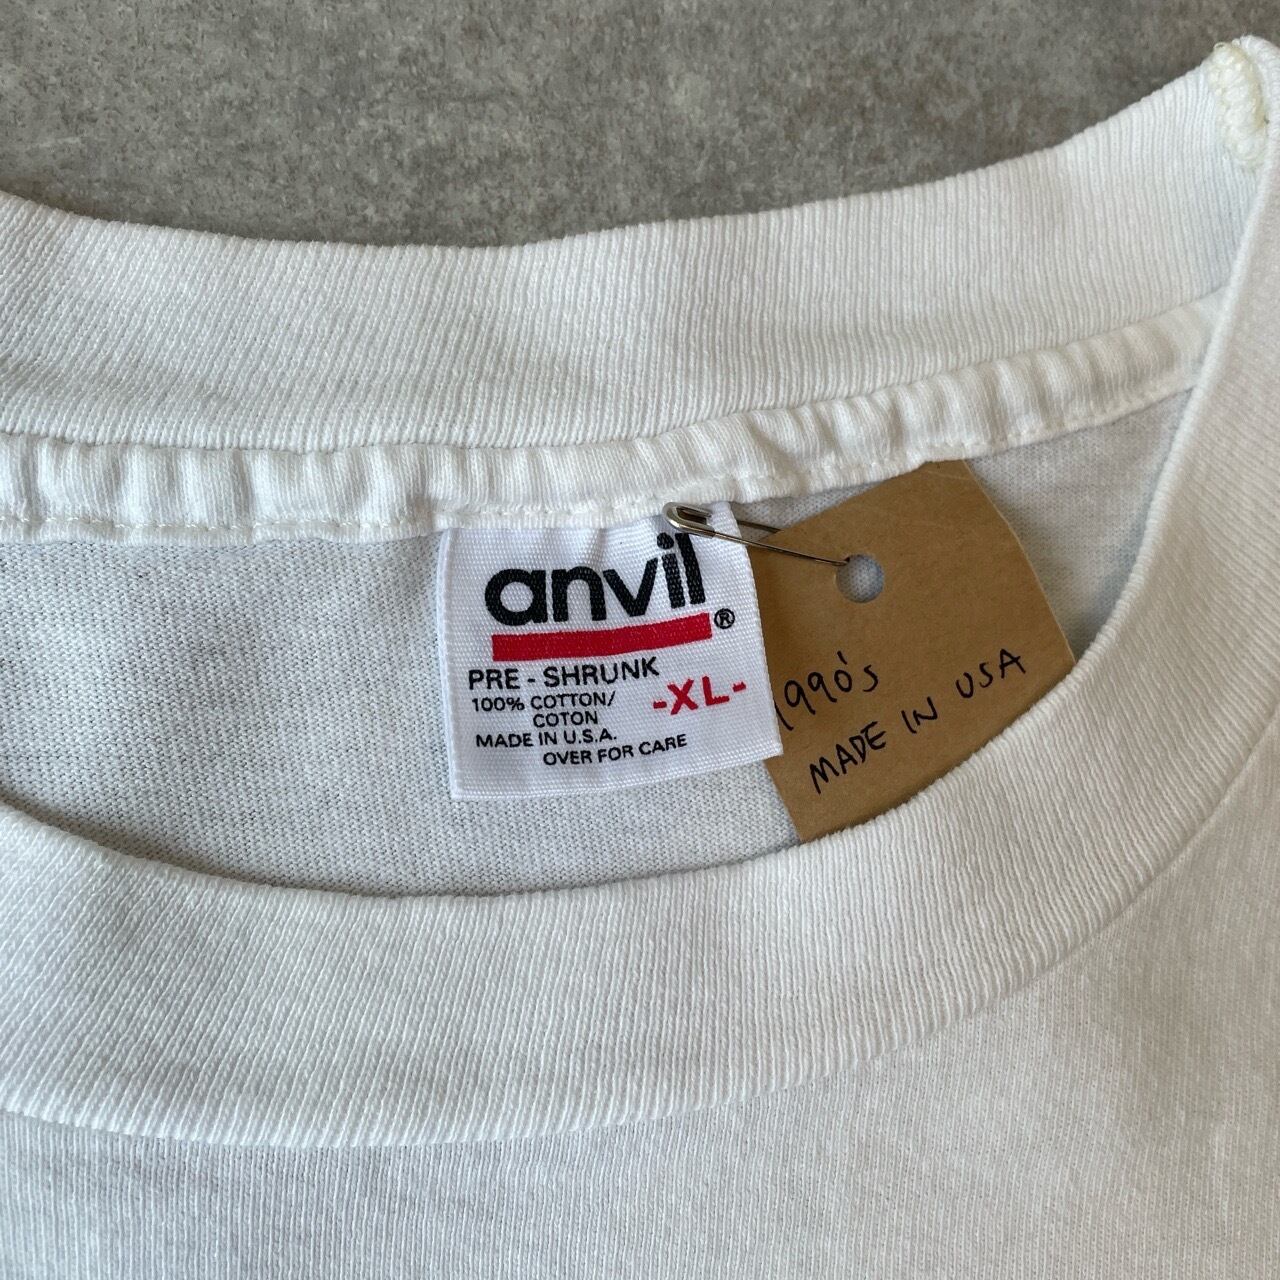 anvil®
PRE - SHRUNK
-XL-
100% COTTON/
COTON
MADE IN U.S.A.
OVER FOR CARE
1990's
MADE IN USA